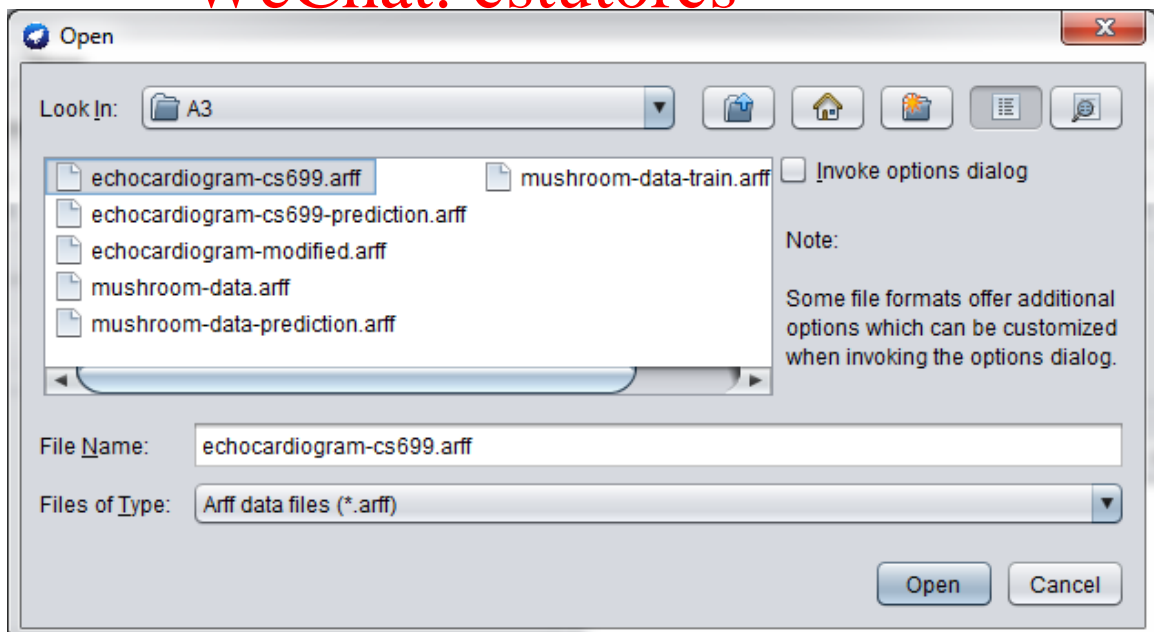 WeChat: cstutorcs
Open
Look In: A3
echocardiogram-cs699.arff
echocardiogram-cs699-prediction.arff
echocardiogram-modified.arff
mushroom-data.arff
mushroom-data-prediction.arff
mushroom-data-train.arff
Invoke options dialog
Note:
Some file formats offer additional
options which can be customized
when invoking the options dialog.
File Name: echocardiogram-cs699.arff
Files of Type: Arff data files (*.arff)
Open Cancel